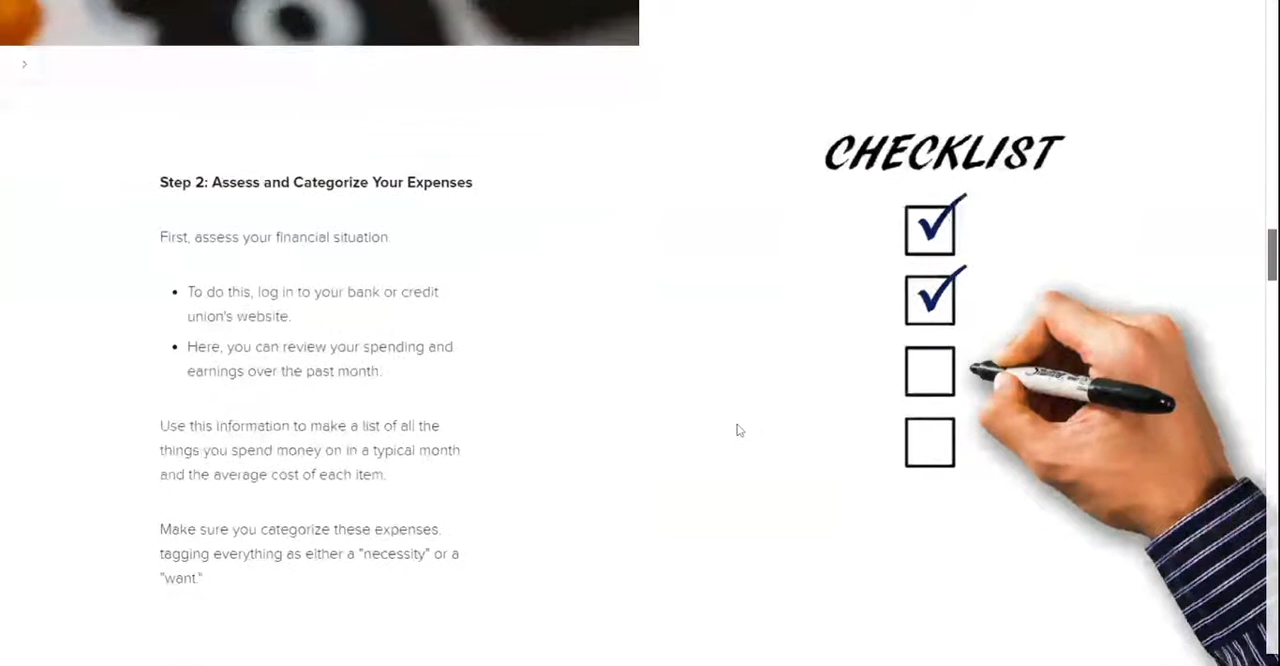 Step 2: Assess and Categorize Your Expenses
First, assess your financial situation.
To do this, log in to your bank or credit
union's website.
Here, you can review your spending and
earnings over the past month.
Use this information to make a list of all the
things you spend money on in a typical month
and the average cost of each item.
Make sure you categorize these expenses,
tagging everything as either a "necessity" or a
"want."
CHECKLIST